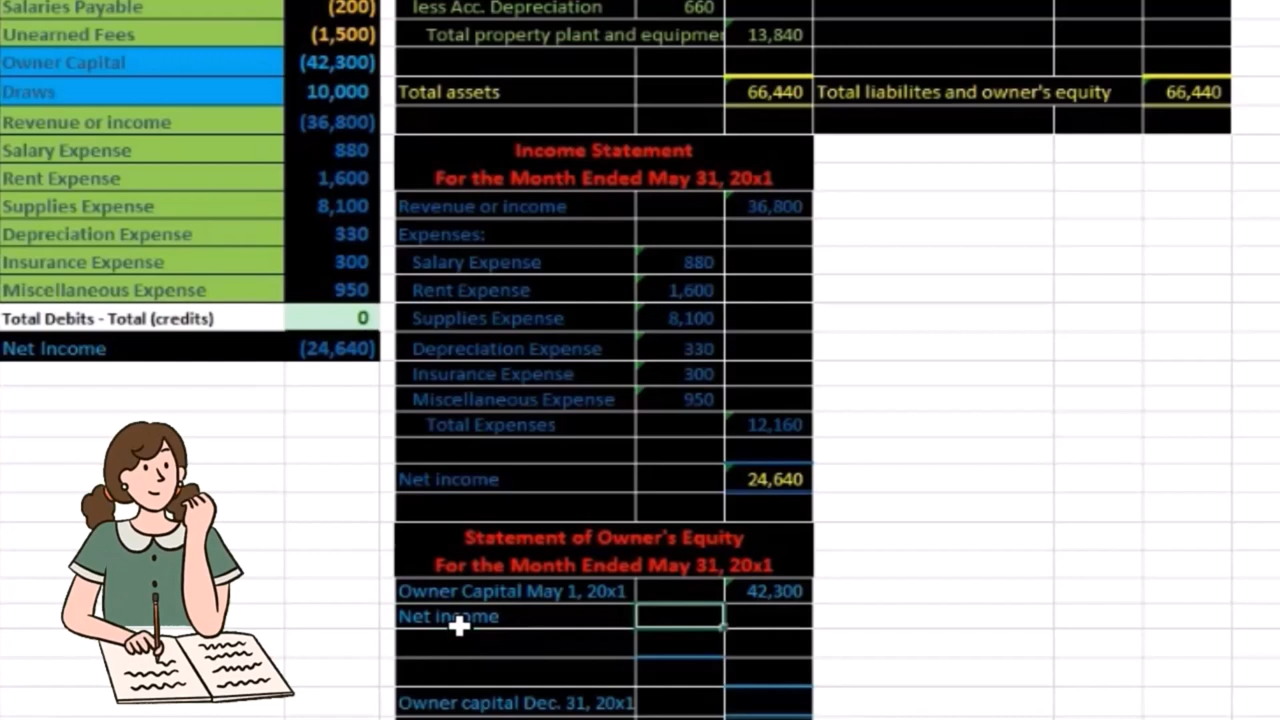 Salaries Payable (200)
Unearned Fees (1,500)
Owner Capital (42,300)
Draws 10,000
Revenue or income (36,800)
Salary Expense 880
Rent Expense 1,600
Supplies Expense 8,100
Depreciation Expense 330
Insurance Expense 300
Miscellaneous Expense 950
Total Debits - Total (credits) 0
Net Income (24,640)
less Acc. Depreciation 660
Total property plant and equipmer 13,840
Total assets 66,440 Total liabilites and owner's equity 66,440
Income Statement
For the Month Ended May 31, 20x1
Revenue or income 36,800
Expenses:
Salary Expense 880
Rent Expense 1,600
Supplies Expense 8,100
Depreciation Expense 330
Insurance Expense 300
Miscellaneous Expense 950
Total Expenses 12,160
Net income 24,640
Statement of Owner's Equity
For the Month Ended May 31, 20x1
Owner Capital May 1, 20x1 42,300
Net income
Owner capital Dec. 31, 20x1